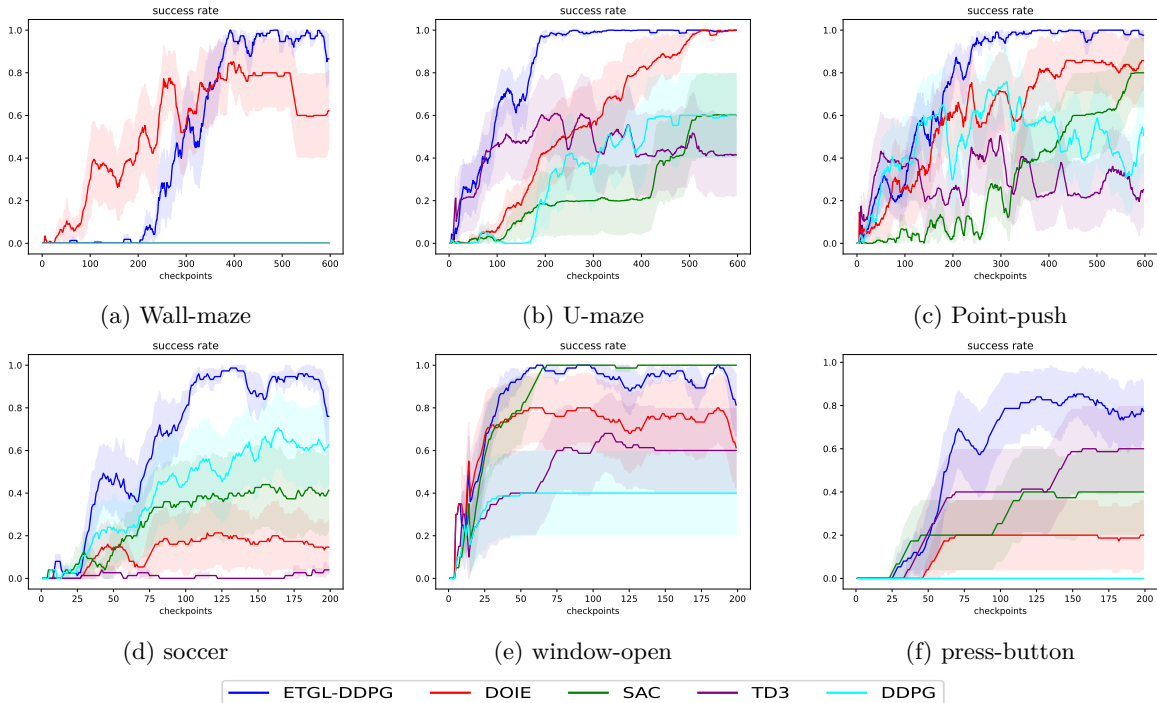 success rate success rate success rate
1.0 1.0 1.0
0.8 0.8 0.8
0.6 0.6 0.6
0.4 0.4 0.4
0.2 0.2 0.2
0.0 0.0 0.0
0 100 200 300 400 500 600 0 100 200 300 400 500 600 0 100 200 300 400 500 600
checkpoints checkpoints checkpoints
(a) Wall-maze (b) U-maze (c) Point-push
success rate success rate success rate
1.0 1.0 1.0
0.8 0.8 0.8
0.6 0.6 0.6
0.4 0.4 0.4
0.2 0.2 0.2
0.0 0.0 0.0
0 25 50 75 100 125 150 175 200 0 25 50 75 100 125 150 175 200 0 25 50 75 100 125 150 175 200
checkpoints checkpoints checkpoints
(d) soccer (e) window-open (f) press-button
ETGL-DDPG DOIE SAC TD3 DDPG